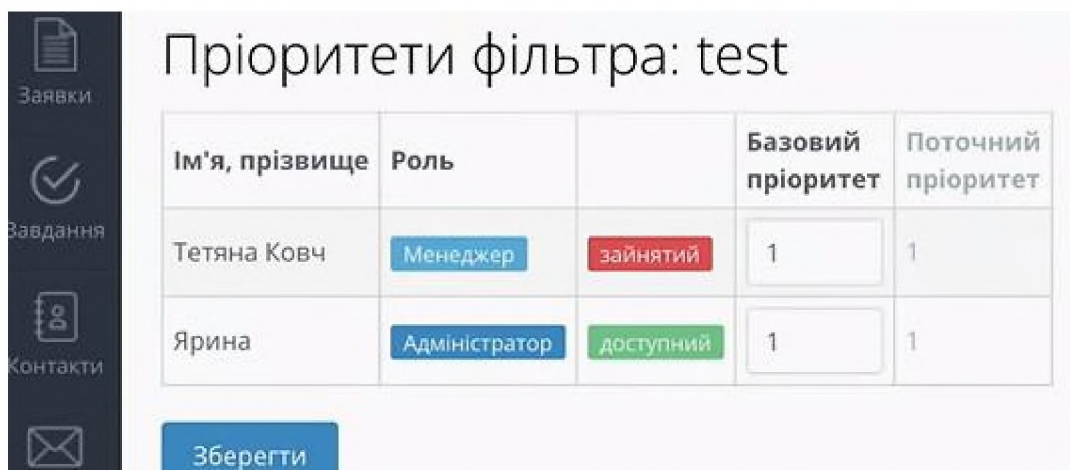 Заявки
Завдання
Контакти
Пріоритети фільтра: test
Ім'я, прізвище Роль Базовий пріоритет Поточний пріоритет
Тетяна Ковч Менеджер зайнятий 1 1
Ярина Адміністратор доступний 1 1
Зберегти